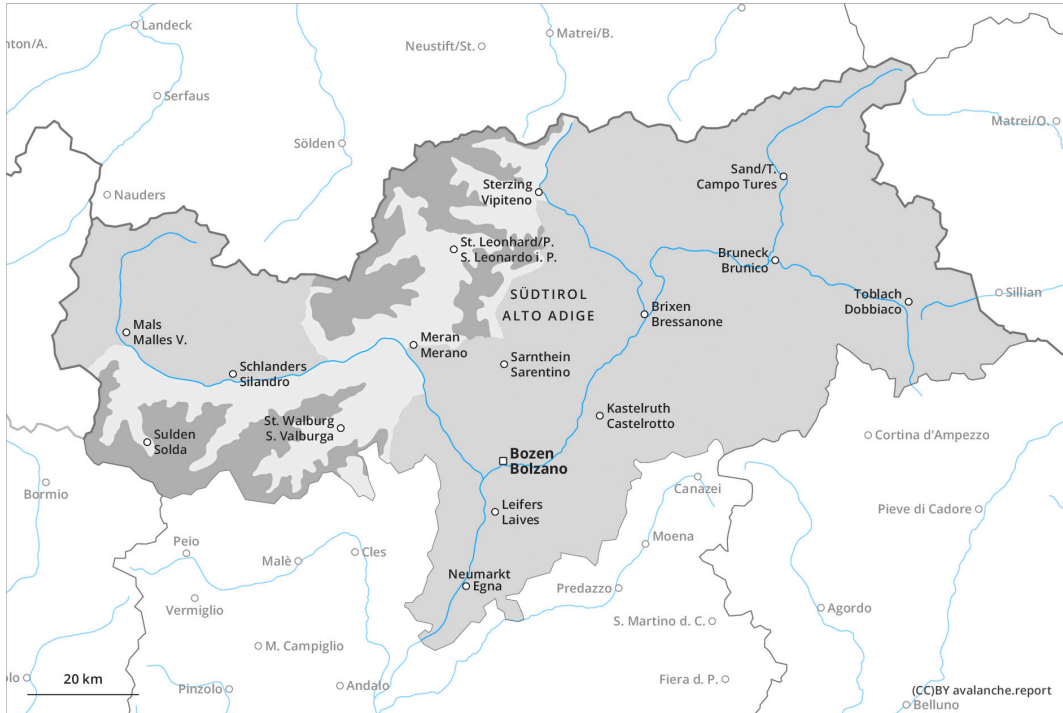 Landeck
nton/A.
Neustift/St.
Matrei/B.
Serfaus
Matrei/O.
Sölden
Nauders
Sand/T.
Campo Tures
Sterzing
Vipiteno
St. Leonhard/P.
S. Leonardo i. P.
Bruneck
Brunico
SÜDTIROL
ALTO ADIGE
Brixen
Bressanone
Toblach
Dobbiaco
Sillian
Mals
Malles V.
Meran
Merano
Sarnthein
Sarentino
Schlanders
Silandro
Kastelruth
Castelrotto
St. Walburg
S. Valburga
Sulden
Solda
Cortina d'Ampezzo
Bozen
Bolzano
Bormio
Canazei
Leifers
Laives
Pieve di Cadore
Peio
Malè
Cles
Moena
Neumarkt
Egna
Predazzo
Vermiglio
Agordo
S. Martino d. C.
M. Campiglio
20 km
olo
Pinzolo
Andalo
Fiera d. P.
(CC)BY avalanche.report
Belluno